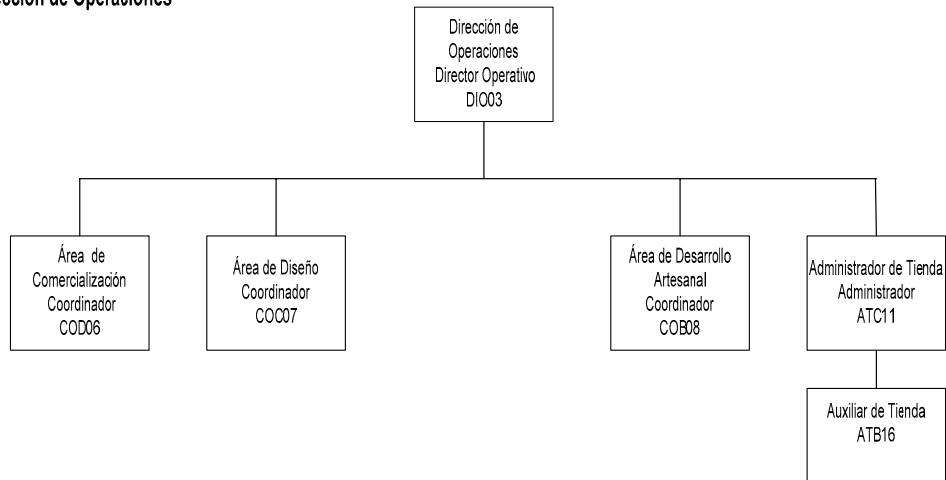 de Operaciones
Dirección de
Operaciones
Director Operativo
DIO03
Área de
Comercialización
Coordinador
COD06
Área de Diseño
Coordinador
COC07
Área de Desarrollo
Artesanal
Coordinador
COB08
Administrador de Tienda
Administrador
ATC11
Auxiliar de Tienda
ATB16